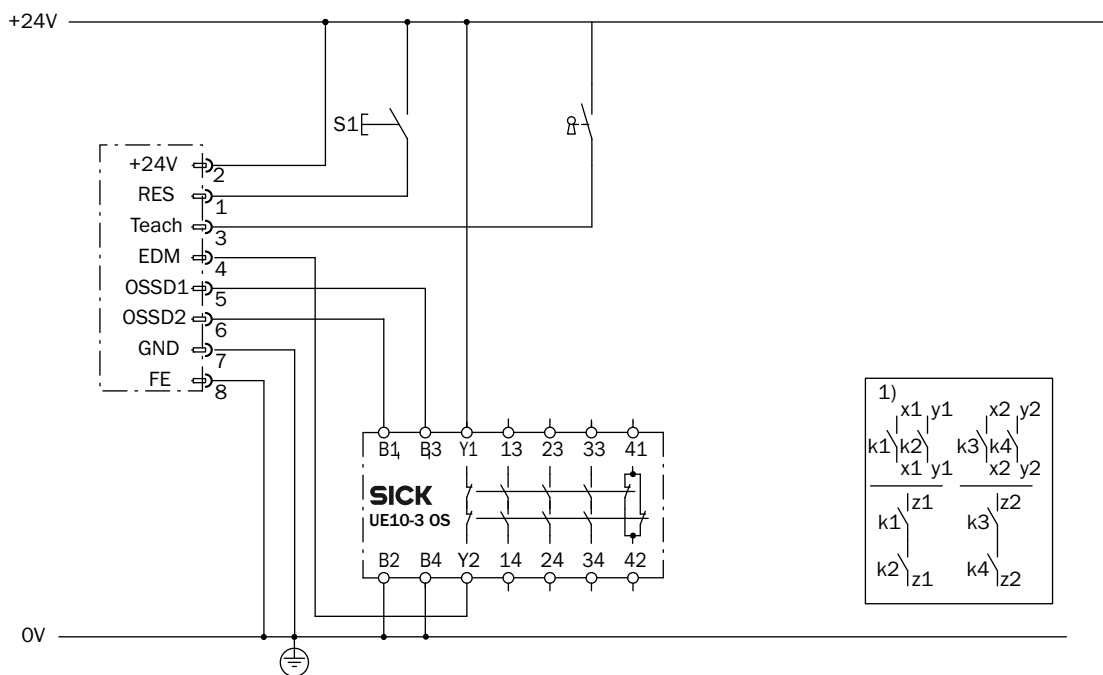 +24V
S1
+24V 2
RES 1
Teach 3
EDM 4
OSSD1 5
OSSD2 6
GND 7
FE 8
B1 B3 Y1 13 23 33 41
SICK
UE10-3 OS
B2 B4 Y2 14 24 34 42
0V
1)
x1 y1 x2 y2
k1 k2 k3 k4
x1 y1 x2 y2
z1 z2
k1 k3
k2 z1 k4 z2